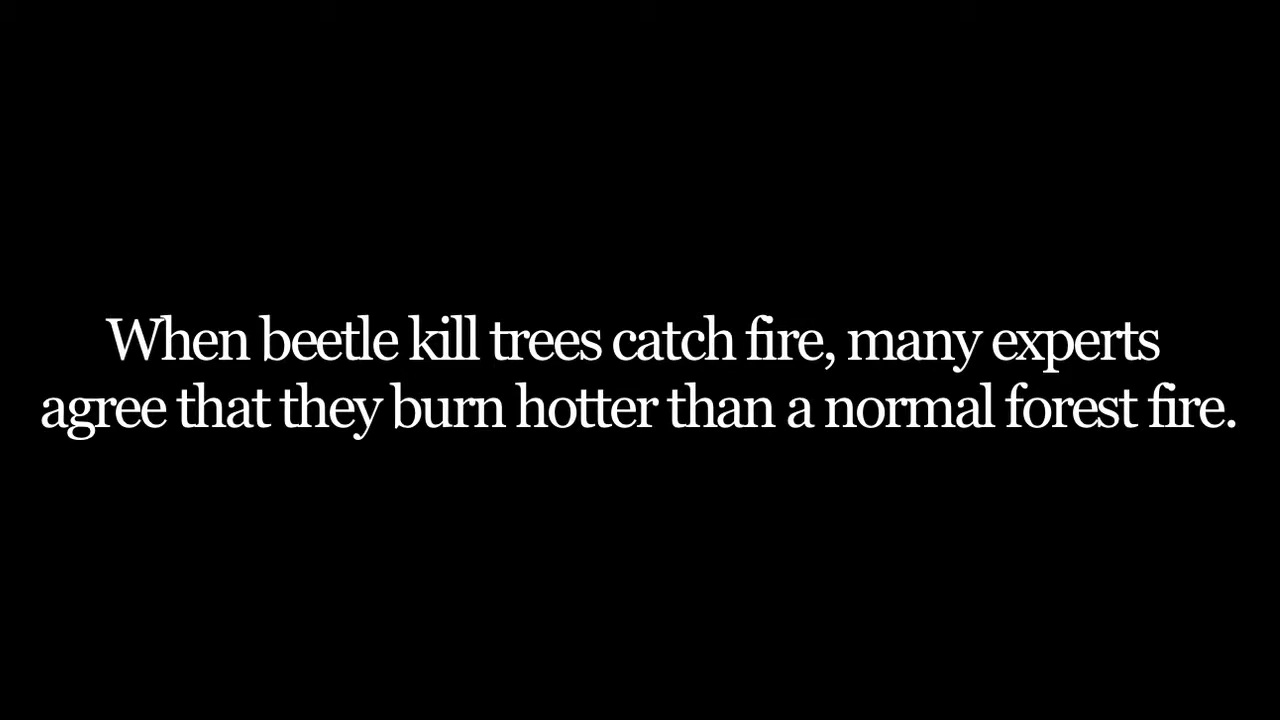 When beetle kill trees catch fire, many experts
agree that they burn hotter than a normal forest fire.